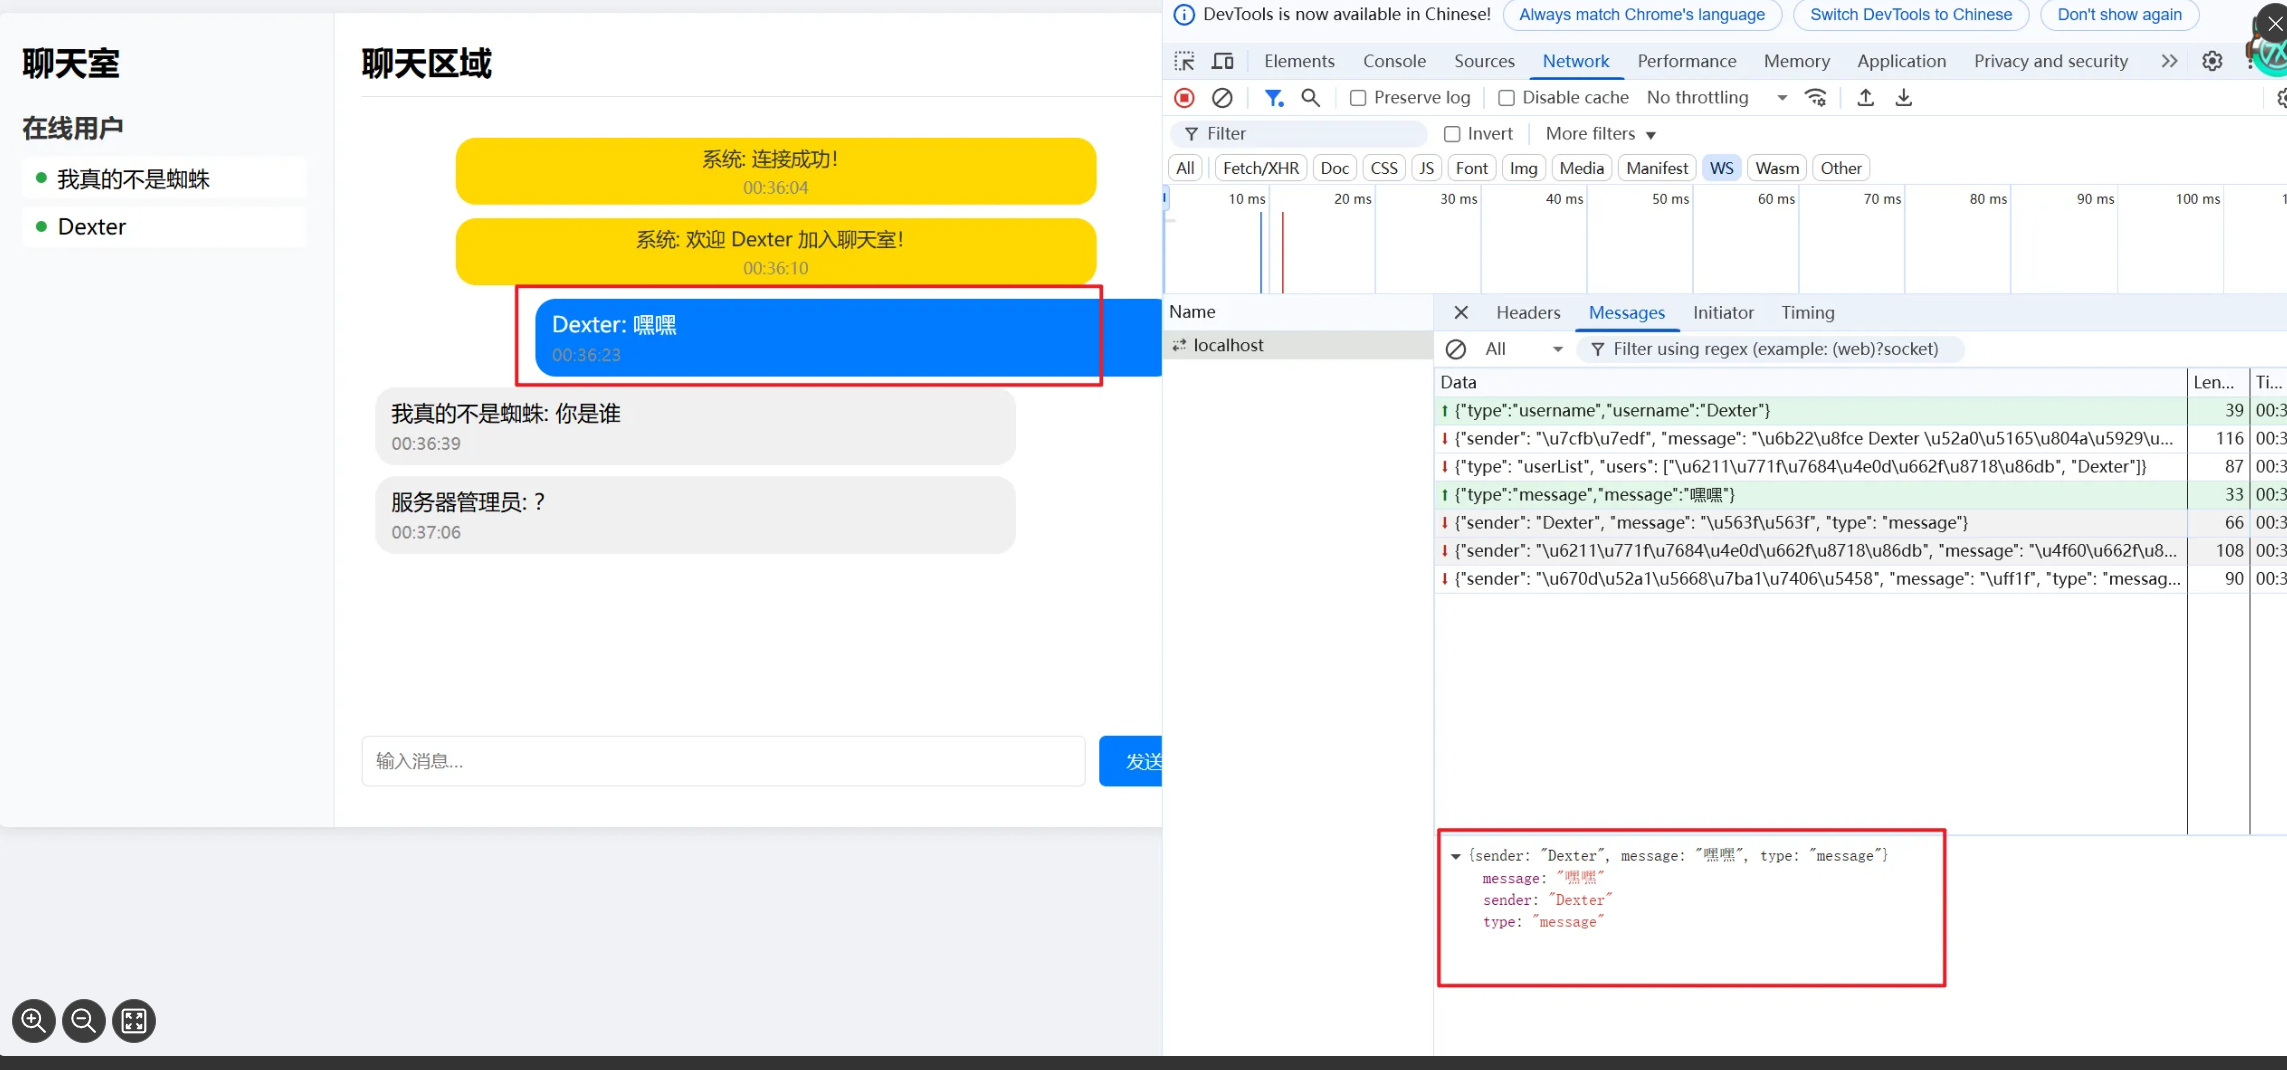 聊天室
在线用户
我真的不是蜘蛛
Dexter
聊天区域
系统: 连接成功！
00:36:04
系统: 欢迎 Dexter 加入聊天室！
00:36:10
Dexter: 嘿嘿
00:36:23
我真的不是蜘蛛: 你是谁
00:36:39
服务器管理员: ？
00:37:06
输入消息...
发送
DevTools is now available in Chinese! Always match Chrome's language Switch DevTools to Chinese Don't show again
Elements Console Sources Network Performance Memory Application Privacy and security
Preserve log Disable cache No throttling
Filter Invert More filters
All Fetch/XHR Doc CSS JS Font Img Media Manifest WS Wasm Other
10 ms 20 ms 30 ms 40 ms 50 ms 60 ms 70 ms 80 ms 90 ms 100 ms
Name
localhost
Headers Messages Initiator Timing
All Filter using regex (example: (web)?socket)
Data Len... Ti...
{"type":"username","username":"Dexter"} 39 00:3
{"sender": "\u7cfb\u7edf", "message": "\u6b22\u8fce Dexter \u52a0\u5165\u804a\u5929\u... 116 00:3
{"type": "userList", "users": ["\u6211\u771f\u7684\u4e0d\u662f\u8718\u86db", "Dexter"]} 87 00:3
{"type":"message","message":"嘿嘿"} 33 00:3
{"sender": "Dexter", "message": "\u563f\u563f", "type": "message"} 66 00:3
{"sender": "\u6211\u771f\u7684\u4e0d\u662f\u8718\u86db", "message": "\u4f60\u662f\u8... 108 00:3
{"sender": "\u670d\u52a1\u5668\u7ba1\u7406\u5458", "message": "\uff1f", "type": "messag... 90 00:3
{sender: "Dexter", message: "嘿嘿", type: "message"}
message: "嘿嘿"
sender: "Dexter"
type: "message"